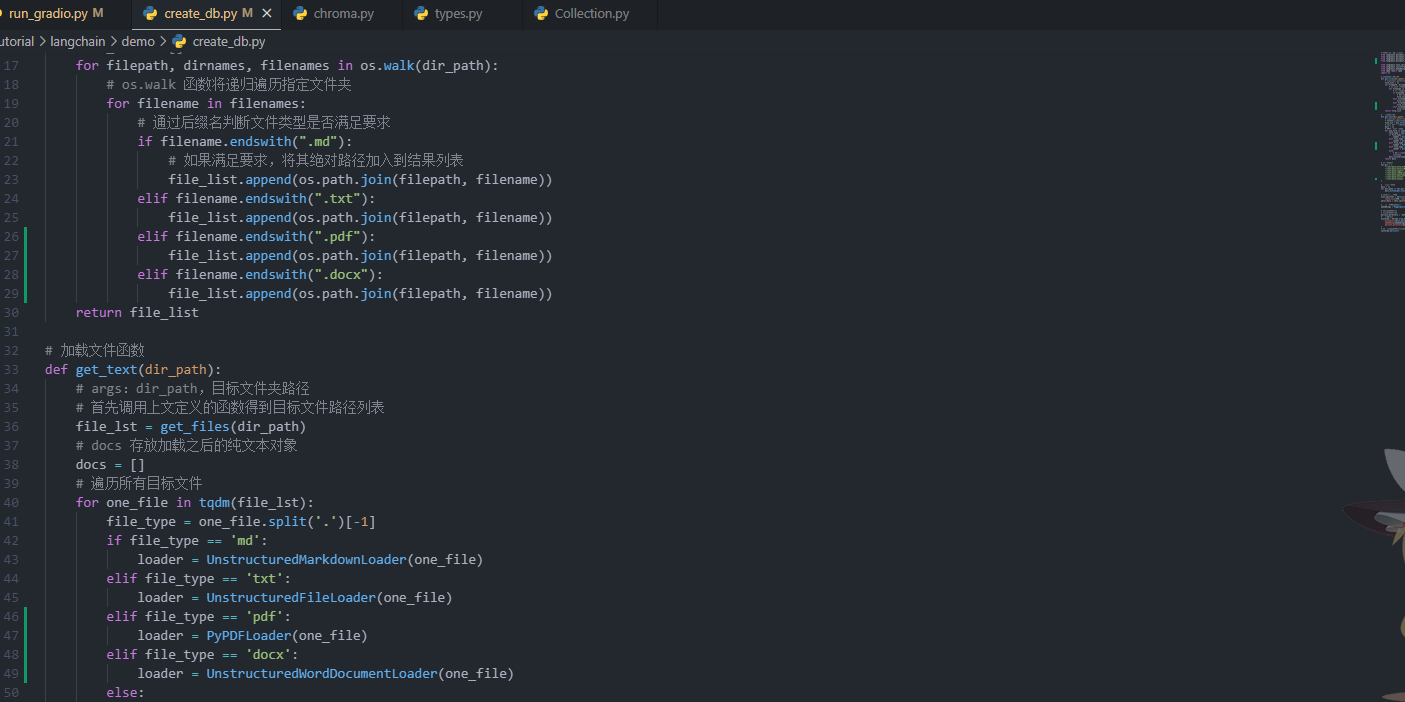 run_gradio.py M create_db.py M × chroma.py types.py Collection.py
utorial > langchain > demo > create_db.py
17 for filepath, dirnames, filenames in os.walk(dir_path):
18 # os.walk 函数将递归遍历指定文件夹
19 for filename in filenames:
20 # 通过后缀名判断文件类型是否满足要求
21 if filename.endswith(".md"):
22 # 如果满足要求，将其绝对路径加入到结果列表
23 file_list.append(os.path.join(filepath, filename))
24 elif filename.endswith(".txt"):
25 file_list.append(os.path.join(filepath, filename))
26 elif filename.endswith(".pdf"):
27 file_list.append(os.path.join(filepath, filename))
28 elif filename.endswith(".docx"):
29 file_list.append(os.path.join(filepath, filename))
30 return file_list
31
32 # 加载文件函数
33 def get_text(dir_path):
34 # args：dir_path，目标文件夹路径
35 # 首先调用上文定义的函数得到目标文件路径列表
36 file_lst = get_files(dir_path)
37 # docs 存放加载之后的纯文本对象
38 docs = []
39 # 遍历所有目标文件
40 for one_file in tqdm(file_lst):
41 file_type = one_file.split('.')[-1]
42 if file_type == 'md':
43 loader = UnstructuredMarkdownLoader(one_file)
44 elif file_type == 'txt':
45 loader = UnstructuredFileLoader(one_file)
46 elif file_type == 'pdf':
47 loader = PyPDFLoader(one_file)
48 elif file_type == 'docx':
49 loader = UnstructuredWordDocumentLoader(one_file)
50 else: